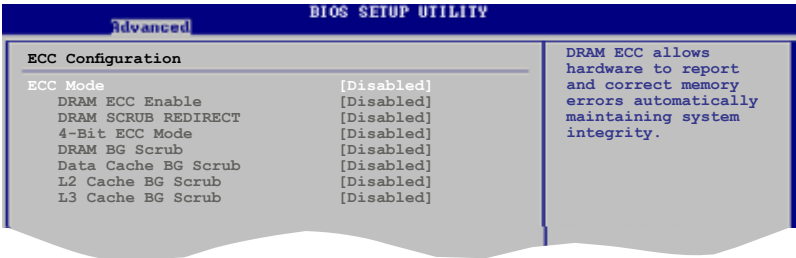 BIOS SETUP UTILITY
Advanced
ECC Configuration
ECC Mode [Disabled]
DRAM ECC Enable [Disabled]
DRAM SCRUB REDIRECT [Disabled]
4-Bit ECC Mode [Disabled]
DRAM BG Scrub [Disabled]
Data Cache BG Scrub [Disabled]
L2 Cache BG Scrub [Disabled]
L3 Cache BG Scrub [Disabled]
DRAM ECC allows
hardware to report
and correct memory
errors automatically
maintaining system
integrity.